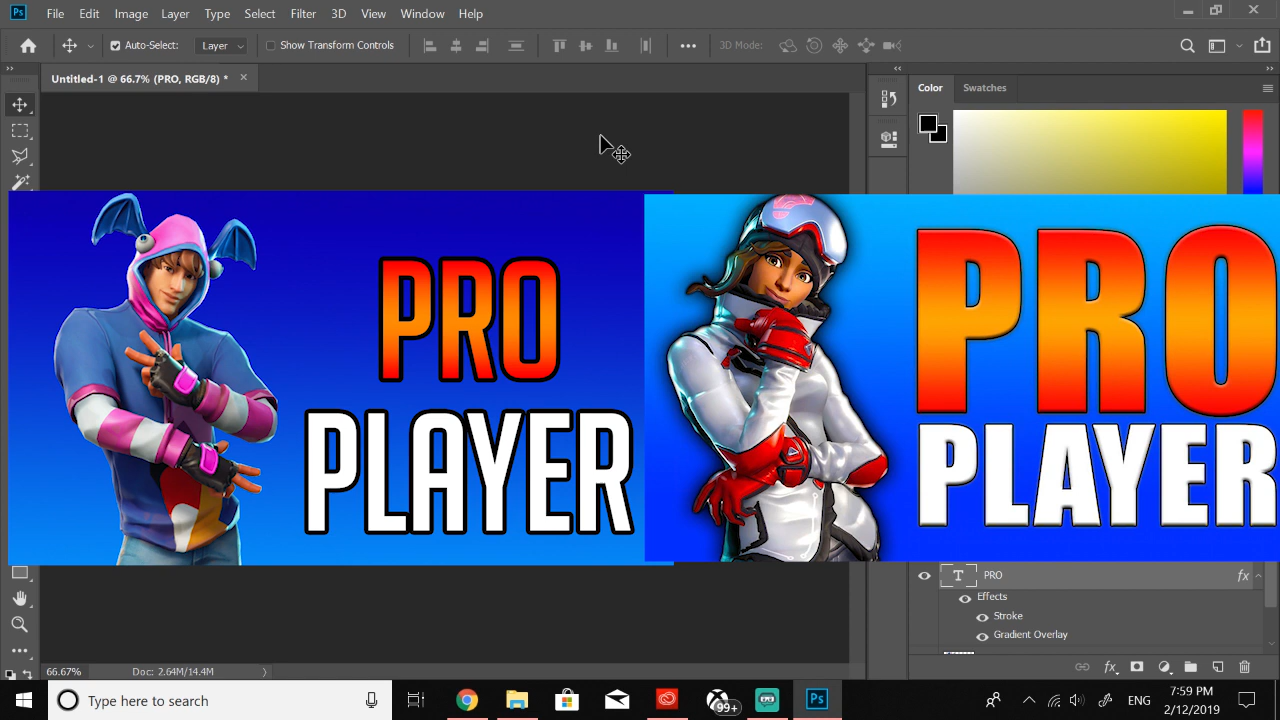 Ps File Edit Image Layer Type Select Filter 3D View Window Help
Auto-Select: Layer Show Transform Controls 3D Mode:
Untitled-1 @ 66.7% (PRO, RGB/8) *
Color Swatches
PRO
PLAYER
PRO
PLAYER
T PRO fx
Effects
Stroke
Gradient Overlay
66.67% Doc: 2.64M/14.4M
fx
Type here to search
99+
Ps
ENG
7:59 PM
2/12/2019